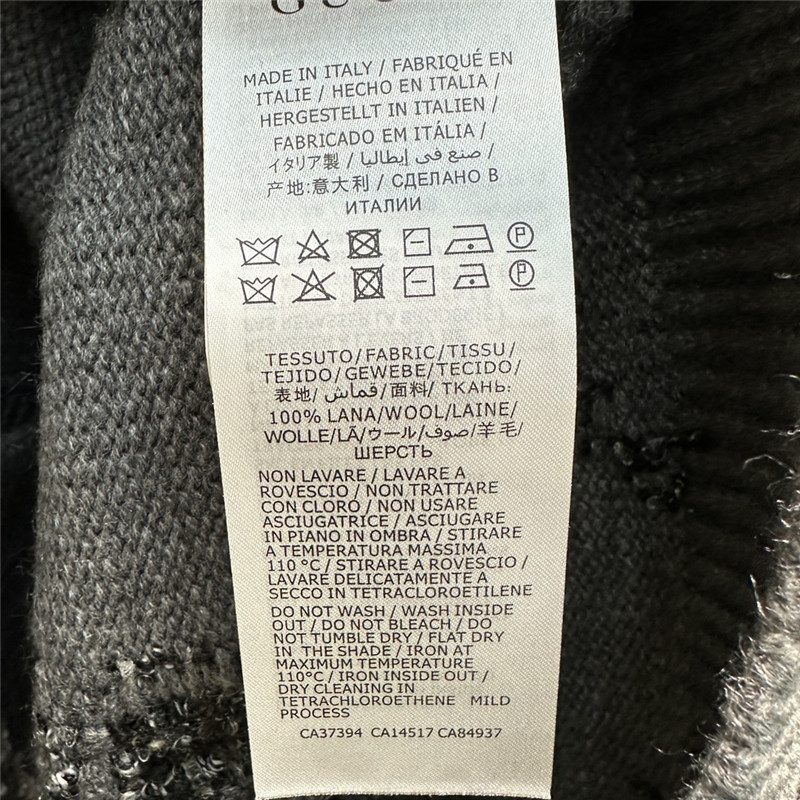 GUC
MADE IN ITALY / FABRIQUÉ EN
ITALIE / HECHO EN ITALIA /
HERGESTELLT IN ITALIEN /
FABRICADO EM ITÁLIA /
イタリア製 / صنع في إيطاليا /
产地:意大利 / СДЕЛАНО В
ИТАЛИИ
P
P
TESSUTO/FABRIC/TISSU/
TEJIDO/GEWEBE/TECIDO/
表地/قماش/面料/ ТКАНЬ:
100% LANA/WOOL/LAINE/
WOLLE/LÃ/ウール/صوف/羊毛/
ШЕРСТЬ
NON LAVARE / LAVARE A
ROVESCIO / NON TRATTARE
CON CLORO / NON USARE
ASCIUGATRICE / ASCIUGARE
IN PIANO IN OMBRA / STIRARE
A TEMPERATURA MASSIMA
110 °C / STIRARE A ROVESCIO /
LAVARE DELICATAMENTE A
SECCO IN TETRACLOROETILENE
DO NOT WASH / WASH INSIDE
OUT / DO NOT BLEACH / DO
NOT TUMBLE DRY / FLAT DRY
IN THE SHADE / IRON AT
MAXIMUM TEMPERATURE
110°C / IRON INSIDE OUT /
DRY CLEANING IN
TETRACHLOROETHENE MILD
PROCESS
CA37394 CA14517 CA84937